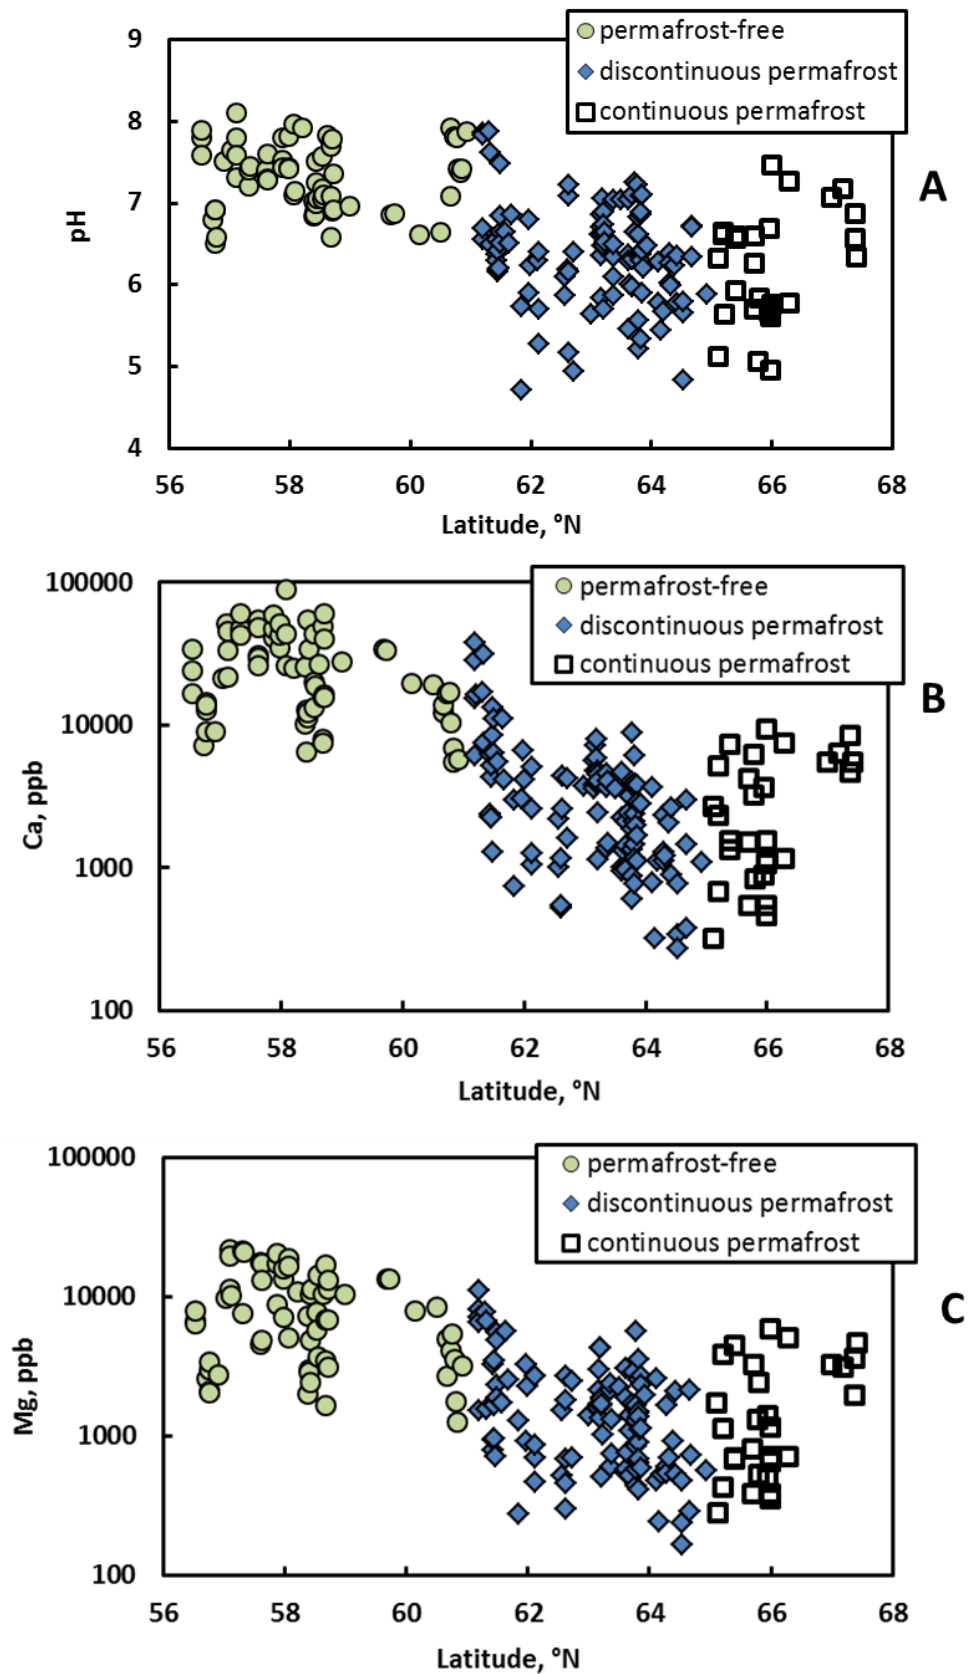 permafrost-free
discontinuous permafrost
continuous permafrost
A
9
8
7
6
5
4
pH
56 58 60 62 64 66 68
Latitude, °N
permafrost-free
discontinuous permafrost
continuous permafrost
B
100000
10000
1000
100
Ca, ppb
56 58 60 62 64 66 68
Latitude, °N
permafrost-free
discontinuous permafrost
continuous permafrost
C
100000
10000
1000
100
Mg, ppb
56 58 60 62 64 66 68
Latitude, °N